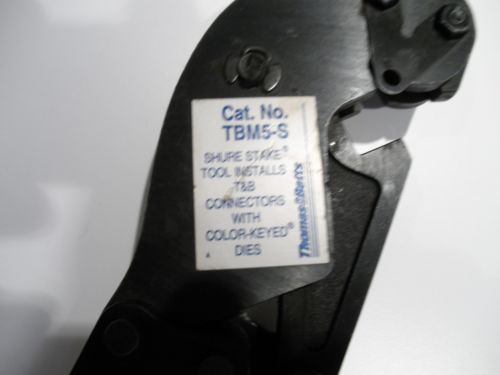 Cat. No.
TBM5-S
SHURE STAKE®
TOOL INSTALLS
T&B
CONNECTORS
WITH
COLOR-KEYED®
DIES
Thomas&Betts